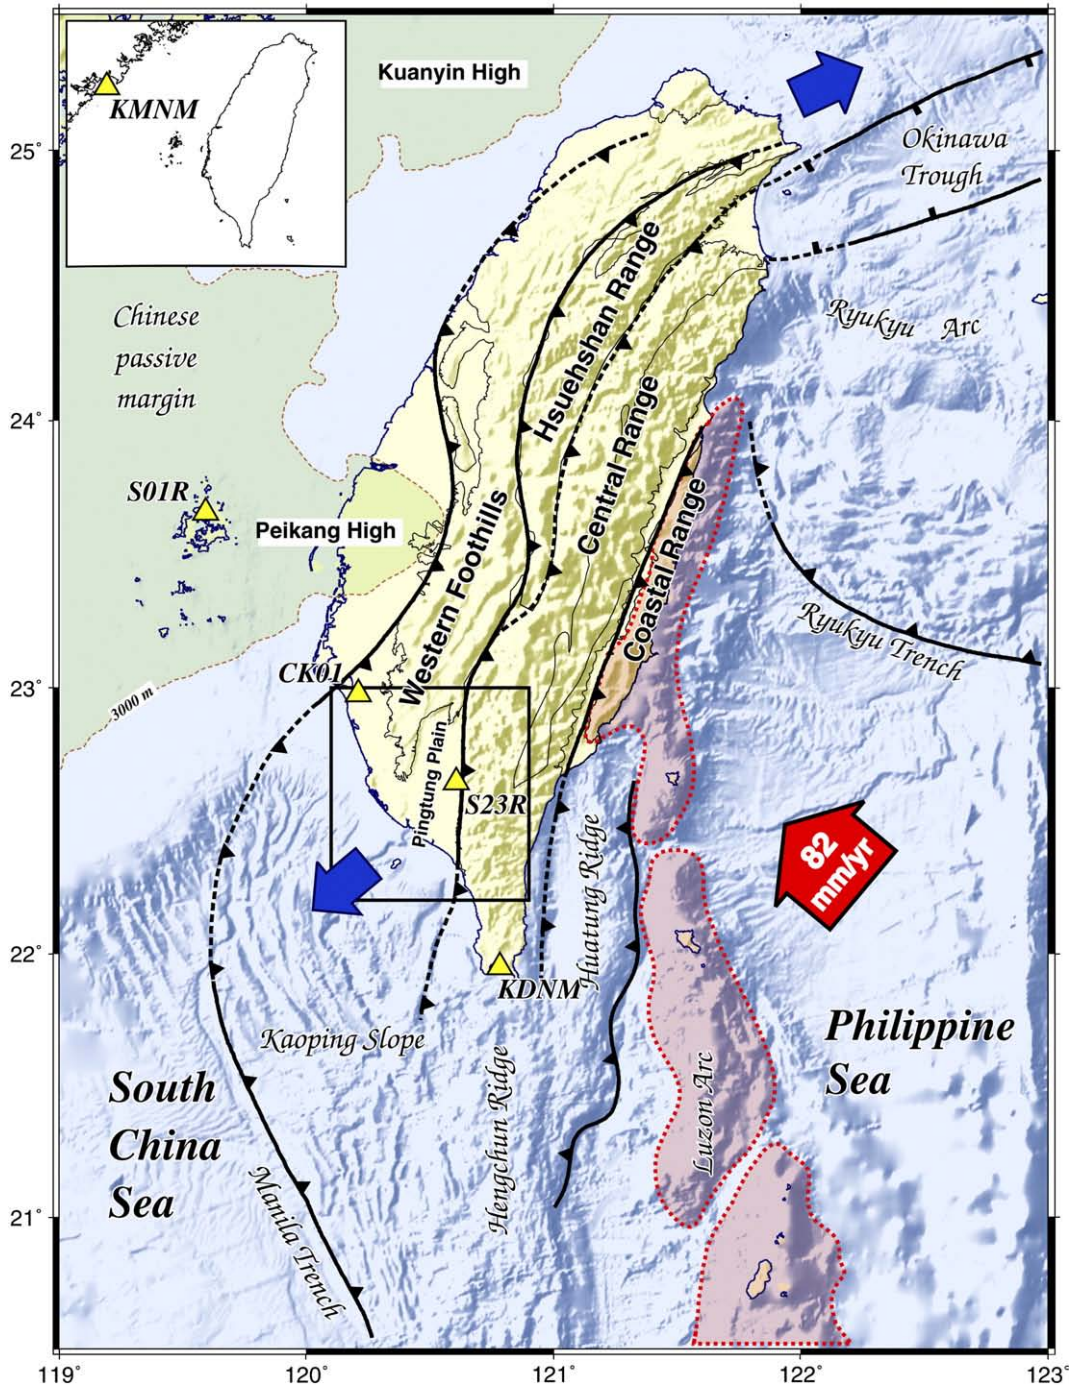 KMNM
Kuanyin High
Okinawa
Trough
25°
Hsuehshan Range
Chinese
passive
margin
Ryukyu Arc
24°
Central Range
S01R
Peikang High
Western Foothills
Coastal Range
Ryukyu Trench
CK01
23°
3000 m
Pingtung Plain
S23R
82
mm/yr
Huatung Ridge
22°
KDNM
Kaoping Slope
Philippine
Sea
South
China
Sea
Hengchun Ridge
Luzon Arc
21°
Manila Trench
119°
120°
121°
122°
123°